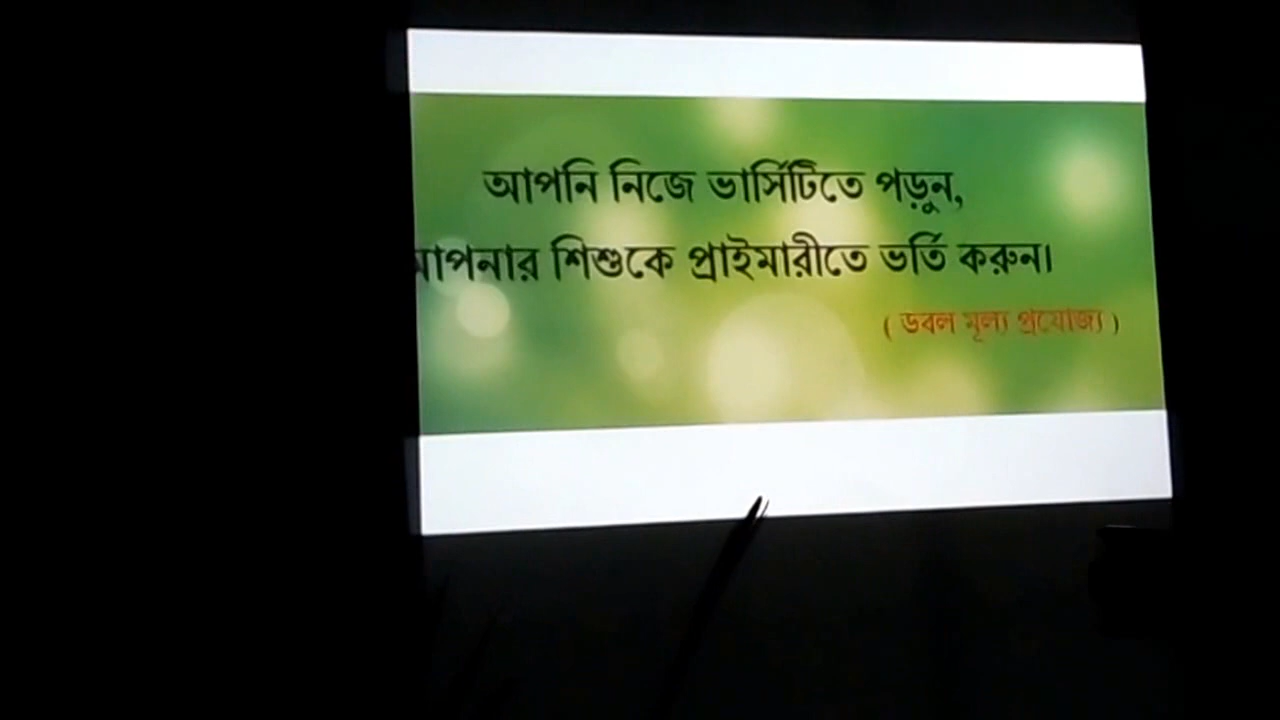 আপনি নিজে ভার্সিটিতে পড়ুন,
আপনার শিশুকে প্রাইমারীতে ভর্তি করুন।
( ডবল মূল্য প্রযোজ্য )